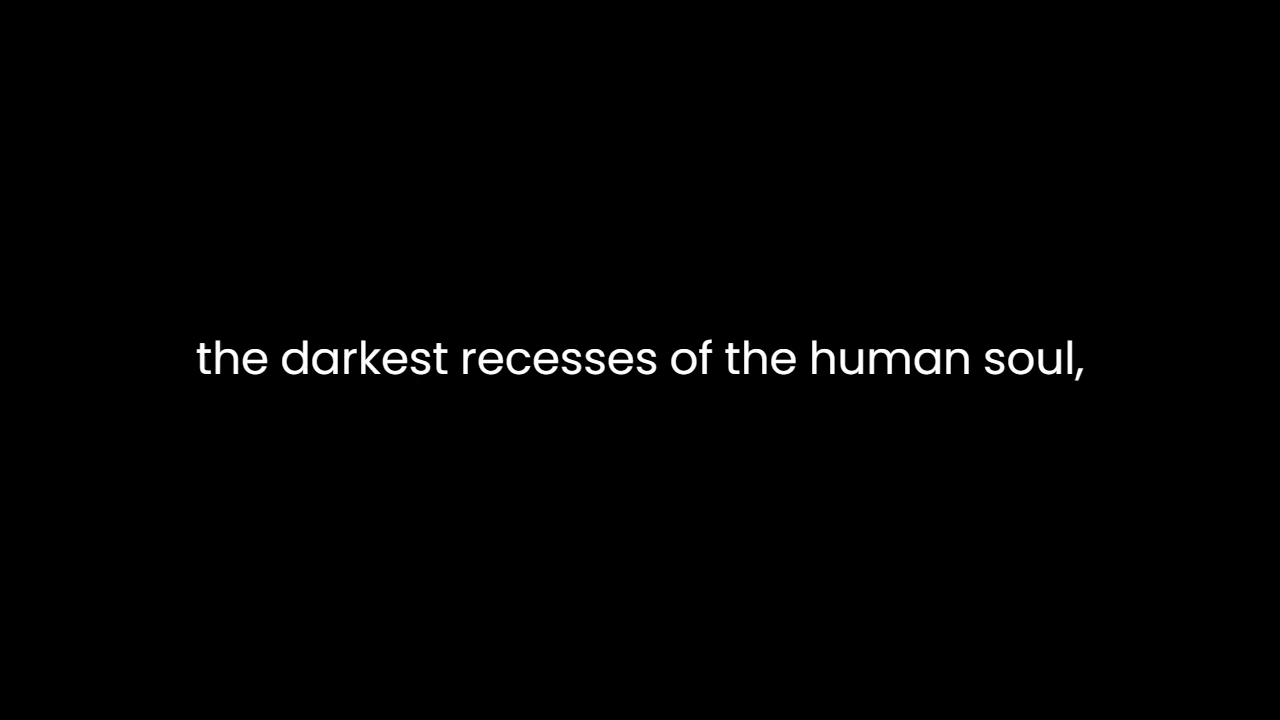 the darkest recesses of the human soul,